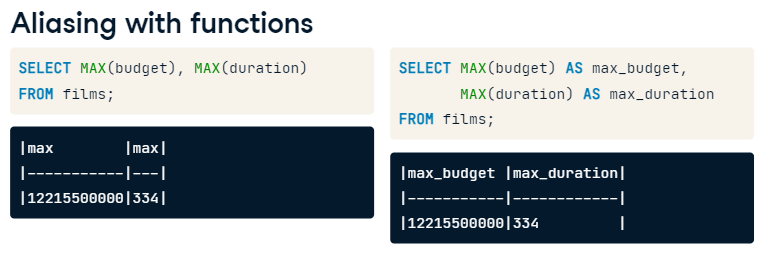 Aliasing with functions
SELECT MAX(budget), MAX(duration)
FROM films;
|max        |max|
|-----------|---|
|12215500000|334|
SELECT MAX(budget) AS max_budget,
       MAX(duration) AS max_duration
FROM films;
|max_budget |max_duration|
|-----------|------------|
|12215500000|334         |